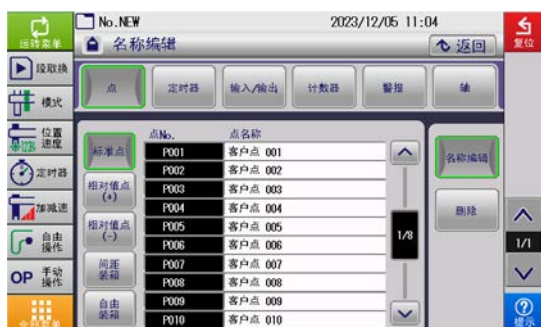 No.NEW 2023/12/05 11:04
运转菜单
名称编辑
返回
复位
段取换
模式
位置
速度
定时器
加减速
自由
操作
OP 手动
操作
点
定时器
输入/输出
计数器
警报
轴
标准点
相对值点
(+)
相对值点
(-)
间距
装箱
自由
装箱
点No. 点名称
P001 客户点 001
P002 客户点 002
P003 客户点 003
P004 客户点 004
P005 客户点 005
P006 客户点 006
P007 客户点 007
P008 客户点 008
P009 客户点 009
P010 客户点 010
1/8
名称编辑
删除
1/1
提示